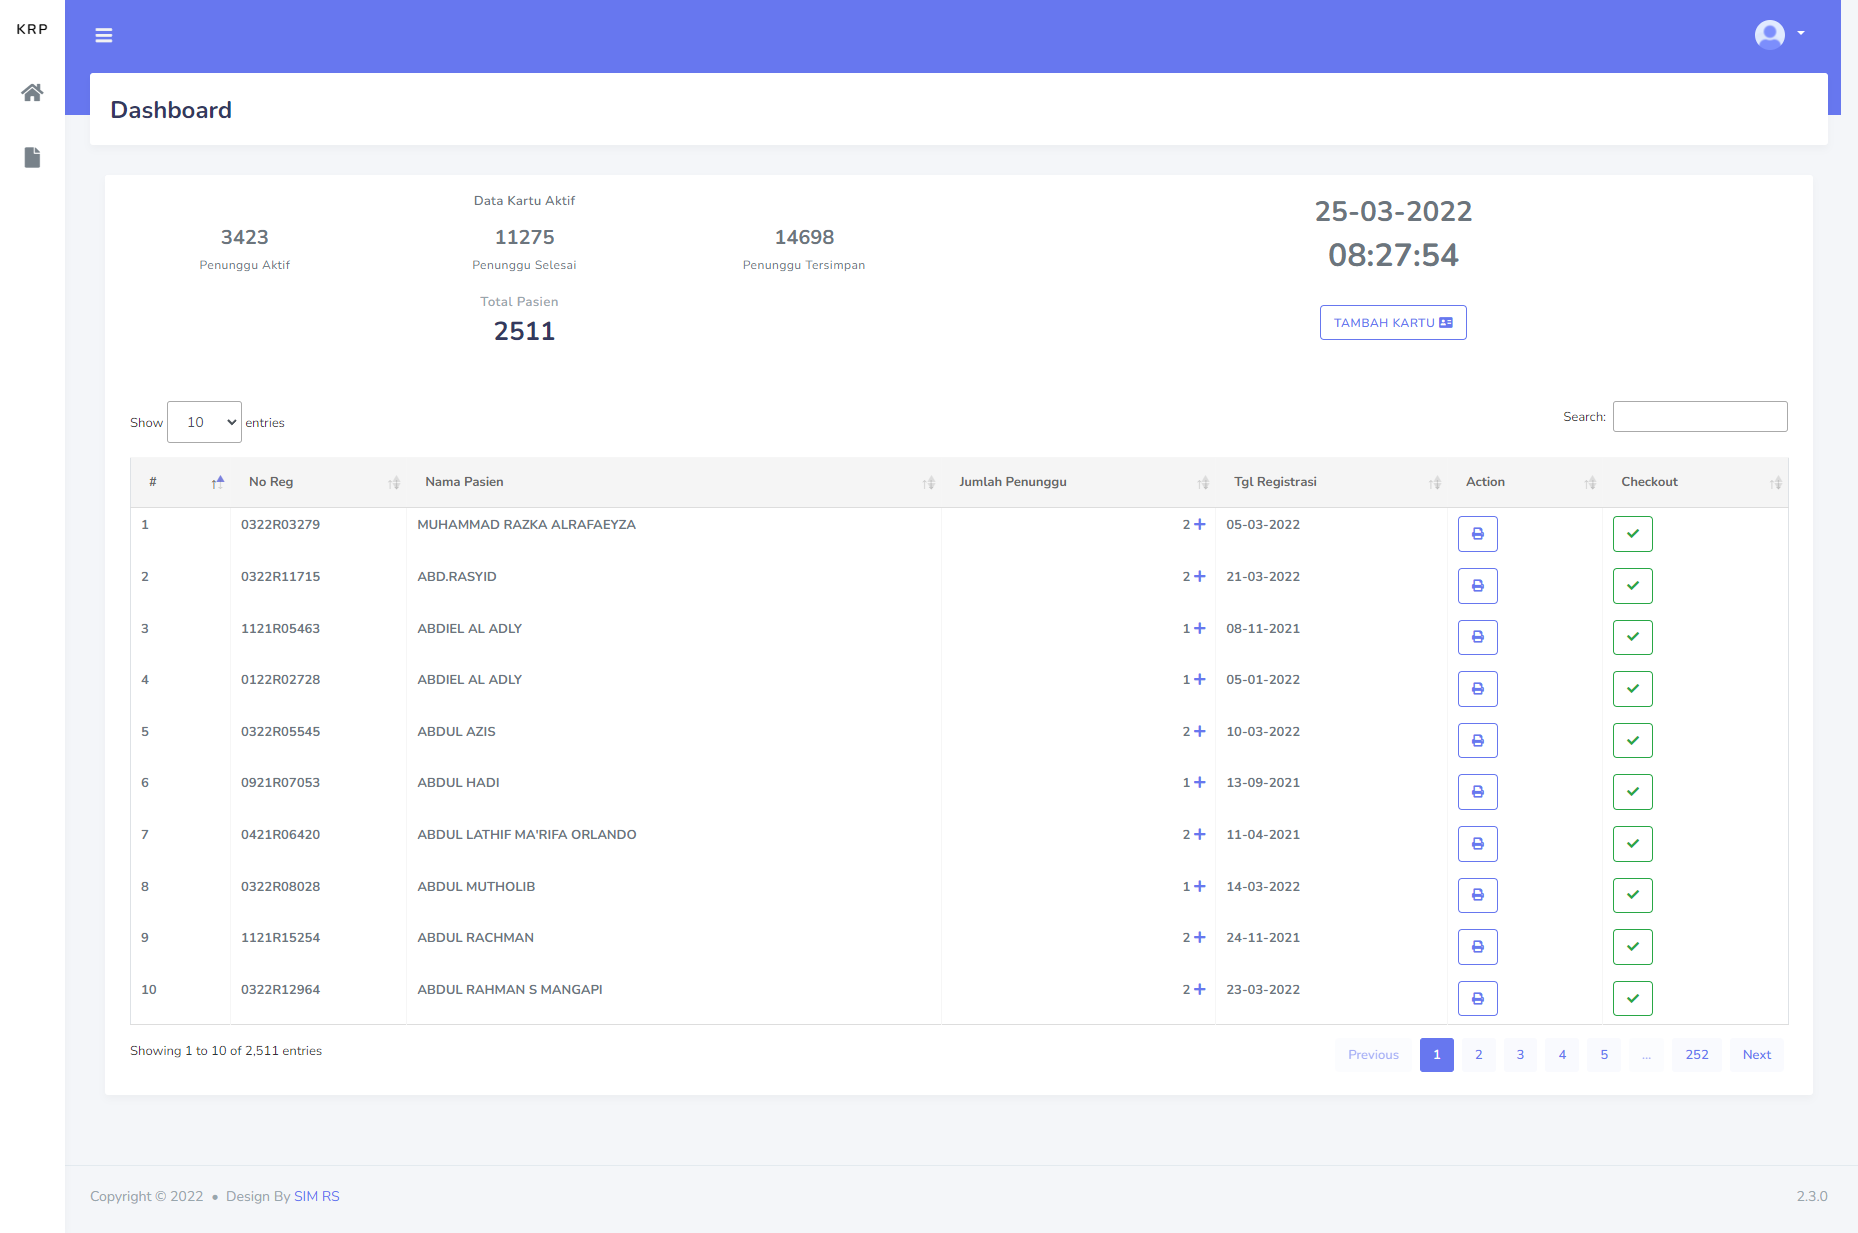 KRP
Dashboard
Data Kartu Aktif
3423
11275
14698
Penunggu Aktif
Penunggu Selesai
Penunggu Tersimpan
Total Pasien
2511
25-03-2022
08:27:54
TAMBAH KARTU
Show 10 entries
Search:
# No Reg Nama Pasien Jumlah Penunggu Tgl Registrasi Action Checkout
1 0322R03279 MUHAMMAD RAZKA ALRAFAEYZA 2 + 05-03-2022
2 0322R11715 ABD.RASYID 2 + 21-03-2022
3 1121R05463 ABDIEL AL ADLY 1 + 08-11-2021
4 0122R02728 ABDIEL AL ADLY 1 + 05-01-2022
5 0322R05545 ABDUL AZIS 2 + 10-03-2022
6 0921R07053 ABDUL HADI 1 + 13-09-2021
7 0421R06420 ABDUL LATHIF MA'RIFA ORLANDO 2 + 11-04-2021
8 0322R08028 ABDUL MUTHOLIB 1 + 14-03-2022
9 1121R15254 ABDUL RACHMAN 2 + 24-11-2021
10 0322R12964 ABDUL RAHMAN S MANGAPI 2 + 23-03-2022
Showing 1 to 10 of 2,511 entries
Previous 1 2 3 4 5 ... 252 Next
Copyright © 2022 • Design By SIM RS
2.3.0